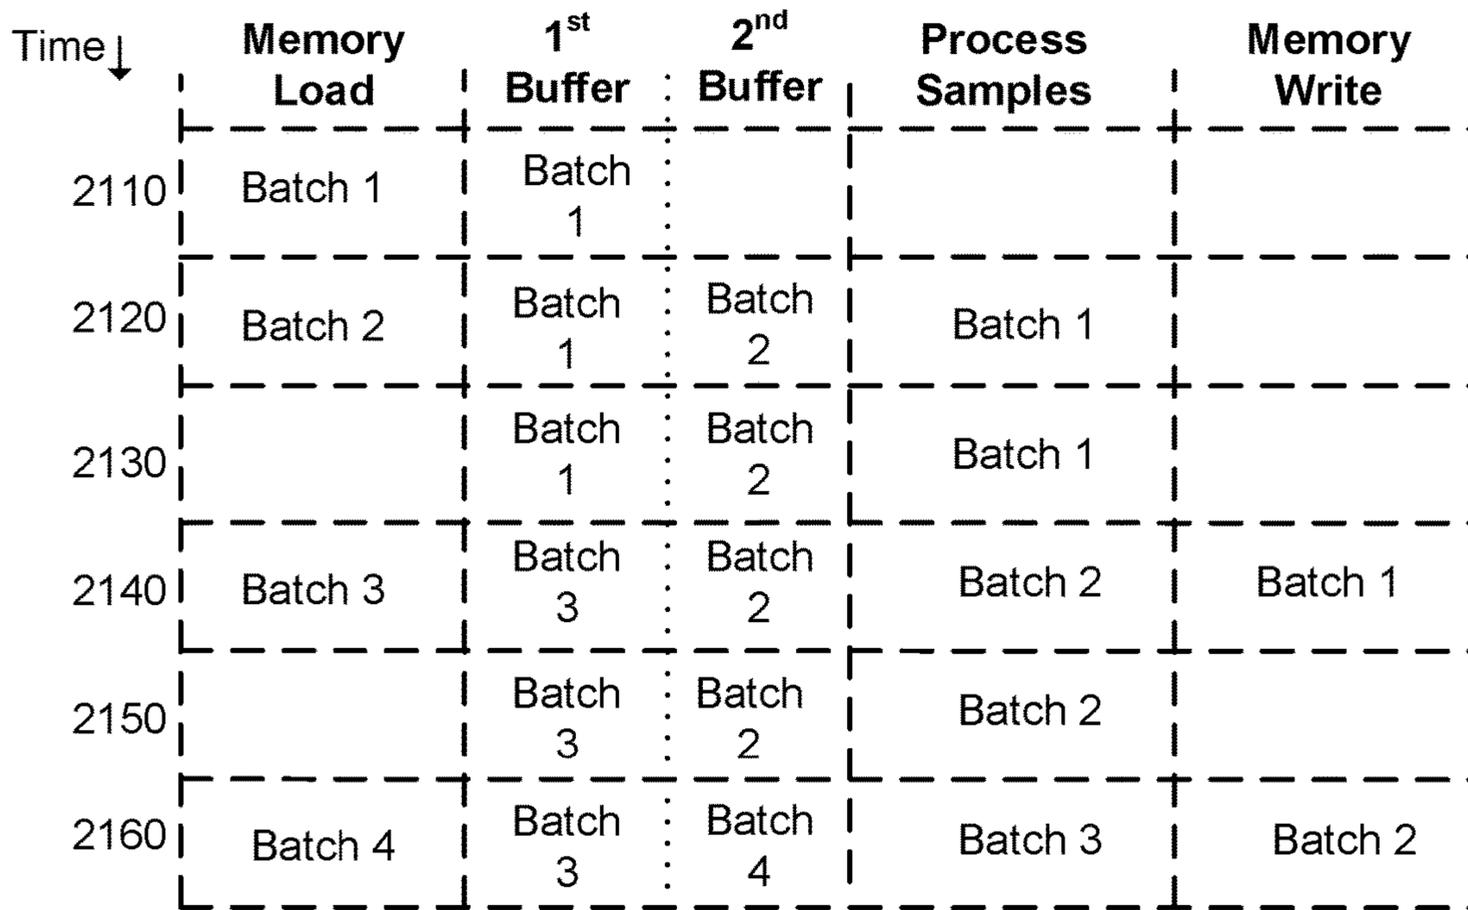 Time Memory Load 1st Buffer 2nd Buffer Process Samples Memory Write
2110 Batch 1 Batch 1
2120 Batch 2 Batch 1 Batch 2 Batch 1
2130 Batch 1 Batch 2 Batch 1
2140 Batch 3 Batch 3 Batch 2 Batch 2 Batch 1
2150 Batch 3 Batch 2 Batch 2
2160 Batch 4 Batch 3 Batch 4 Batch 3 Batch 2